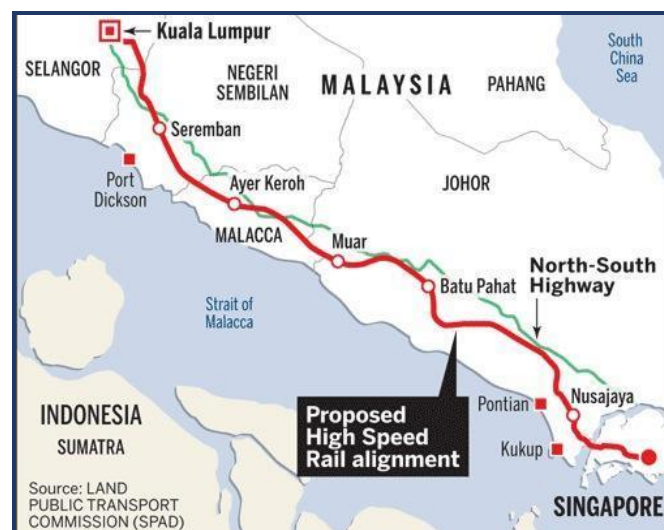 Kuala Lumpur
South
China
Sea
SELANGOR
NEGERI
SEMBILAN
MALAYSIA
PAHANG
Seremban
Port
Dickson
Ayer Keroh
JOHOR
MALACCA
Muar
North-South
Highway
Batu Pahat
Strait of
Malacca
Proposed
High Speed
Rail alignment
Pontian
Nusajaya
Kukup
INDONESIA
SUMATRA
SINGAPORE
Source: LAND
PUBLIC TRANSPORT
COMMISSION (SPAD)